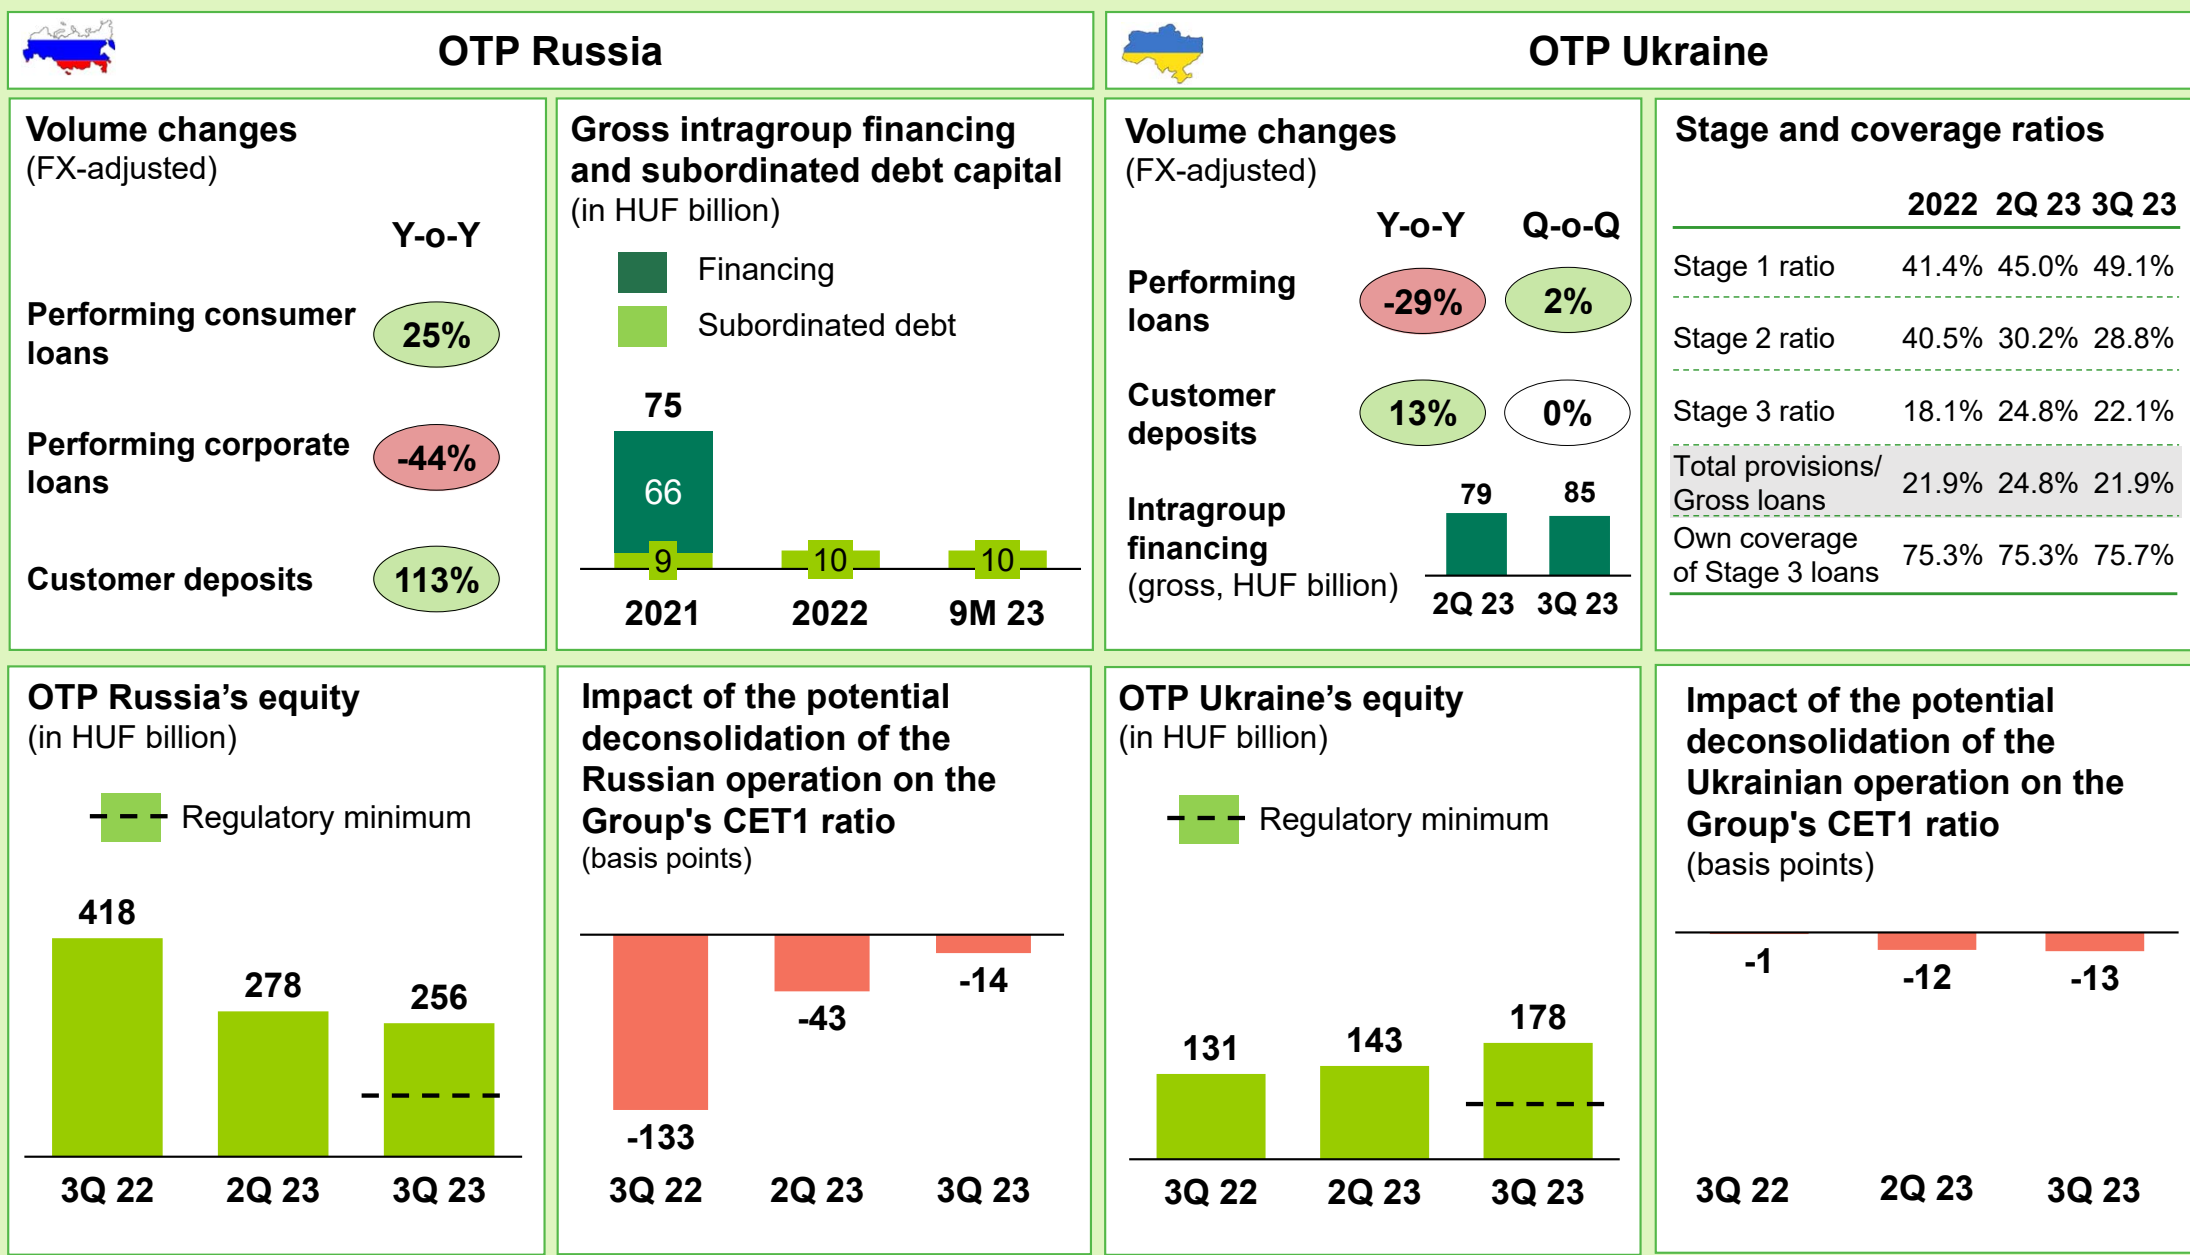 OTP Russia
OTP Ukraine
Volume changes
(FX-adjusted)
Y-o-Y
Performing consumer
loans
25%
Performing corporate
loans
-44%
Customer deposits
113%
Gross intragroup financing
and subordinated debt capital
(in HUF billion)
Financing
Subordinated debt
75
66
9
10
10
2021 2022 9M 23
Volume changes
(FX-adjusted)
Y-o-Y Q-o-Q
Performing
loans
-29% 2%
Customer
deposits
13% 0%
Intragroup
financing
(gross, HUF billion)
79 85
2Q 23 3Q 23
Stage and coverage ratios
2022 2Q 23 3Q 23
Stage 1 ratio 41.4% 45.0% 49.1%
Stage 2 ratio 40.5% 30.2% 28.8%
Stage 3 ratio 18.1% 24.8% 22.1%
Total provisions/
Gross loans
21.9% 24.8% 21.9%
Own coverage
of Stage 3 loans
75.3% 75.3% 75.7%
OTP Russia’s equity
(in HUF billion)
Regulatory minimum
418
278
256
3Q 22 2Q 23 3Q 23
Impact of the potential
deconsolidation of the
Russian operation on the
Group's CET1 ratio
(basis points)
-133
-43
-14
3Q 22 2Q 23 3Q 23
OTP Ukraine’s equity
(in HUF billion)
Regulatory minimum
131
143
178
3Q 22 2Q 23 3Q 23
Impact of the potential
deconsolidation of the
Ukrainian operation on the
Group's CET1 ratio
(basis points)
-1
-12
-13
3Q 22 2Q 23 3Q 23